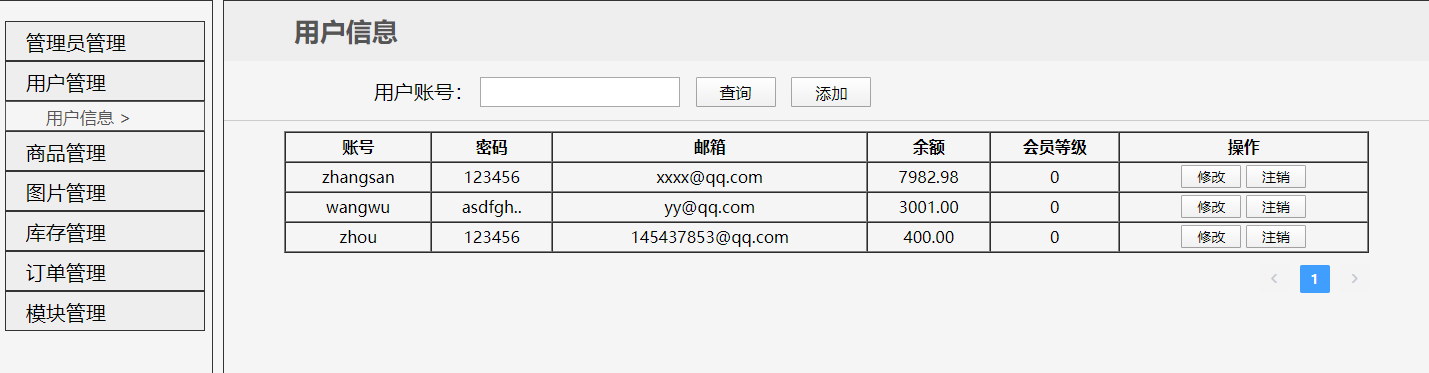 管理员管理
用户管理
用户信息 >
商品管理
图片管理
库存管理
订单管理
模块管理
用户信息
用户账号： 查询 添加
账号 密码 邮箱 余额 会员等级 操作
zhangsan 123456 xxxx@qq.com 7982.98 0 修改 注销
wangwu asdfgh.. yy@qq.com 3001.00 0 修改 注销
zhou 123456 145437853@qq.com 400.00 0 修改 注销
< 1 >